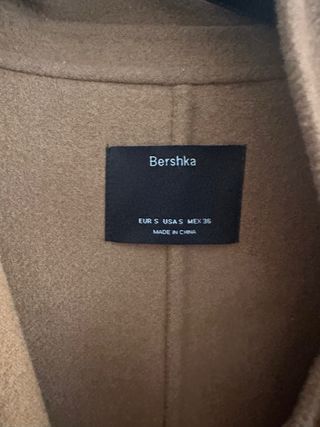 Bershka
EUR S USA S MEX 36
MADE IN CHINA